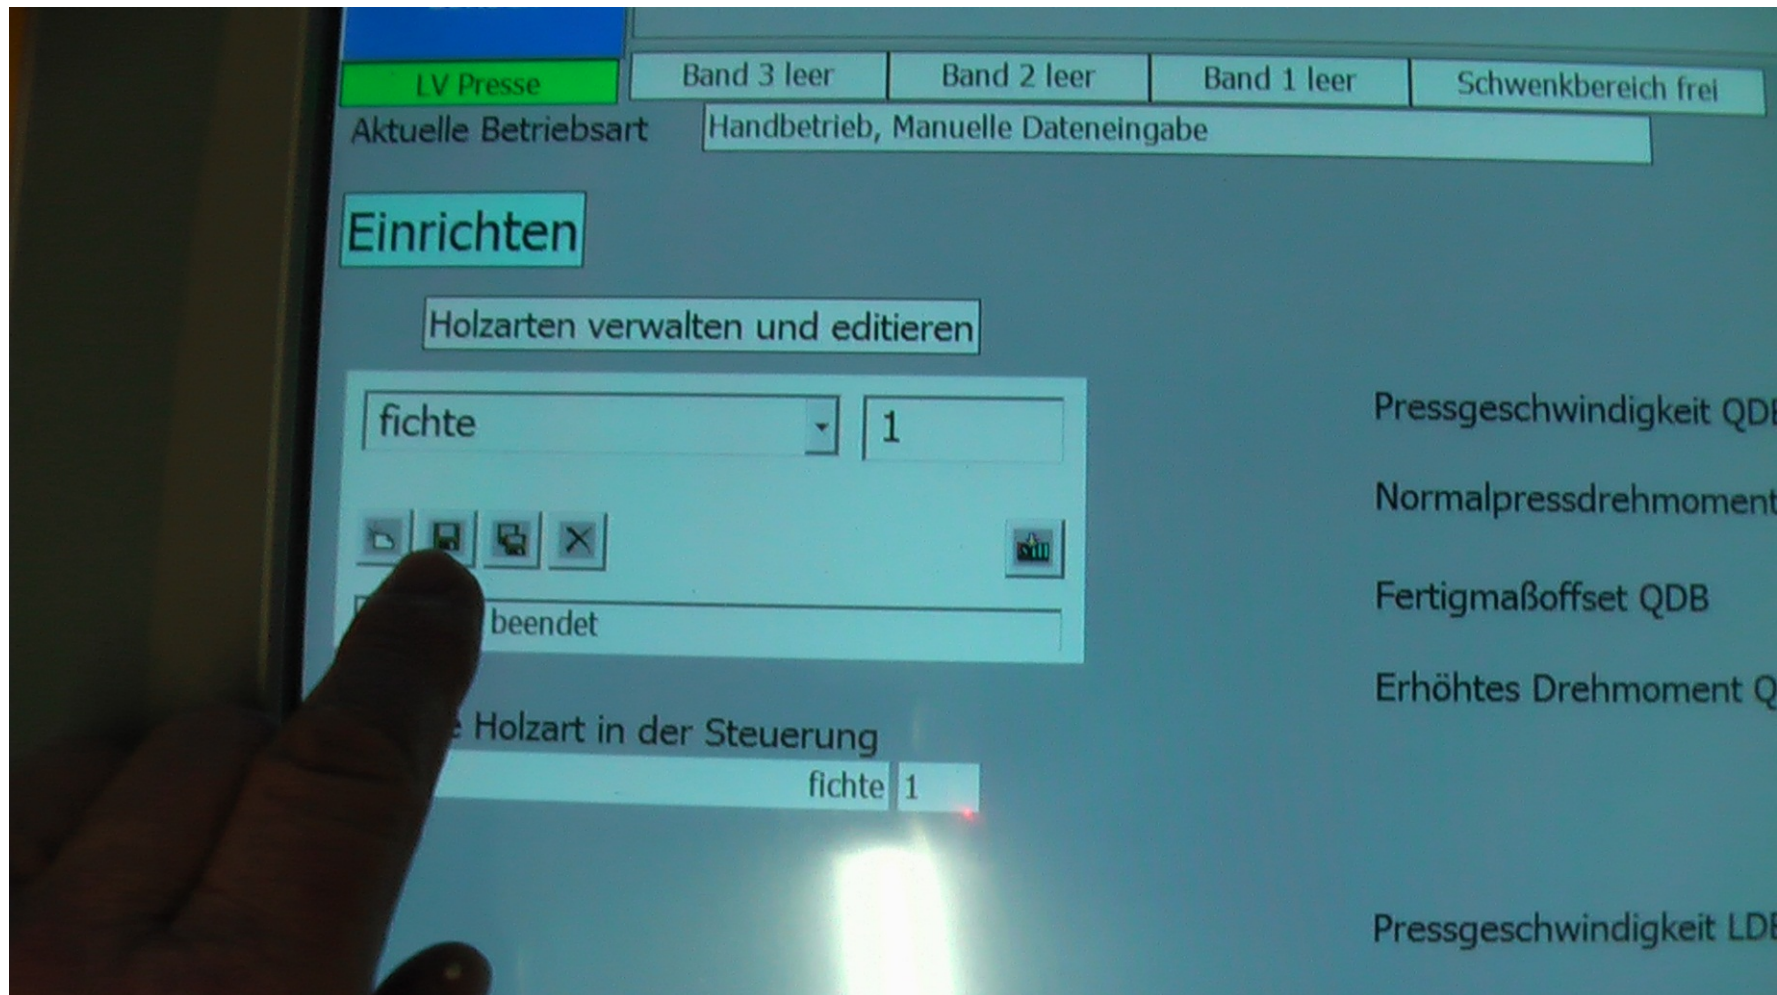 LV Presse
Band 3 leer
Band 2 leer
Band 1 leer
Schwenkbereich frei
Aktuelle Betriebsart
Handbetrieb, Manuelle Dateneingabe
Einrichten
Holzarten verwalten und editieren
fichte
1
beendet
Holzart in der Steuerung
fichte
1
Pressgeschwindigkeit
Normalpressdrehmoment
Fertigmaßoffset QDB
Erhöhtes Drehmoment
Pressgeschwindigkeit